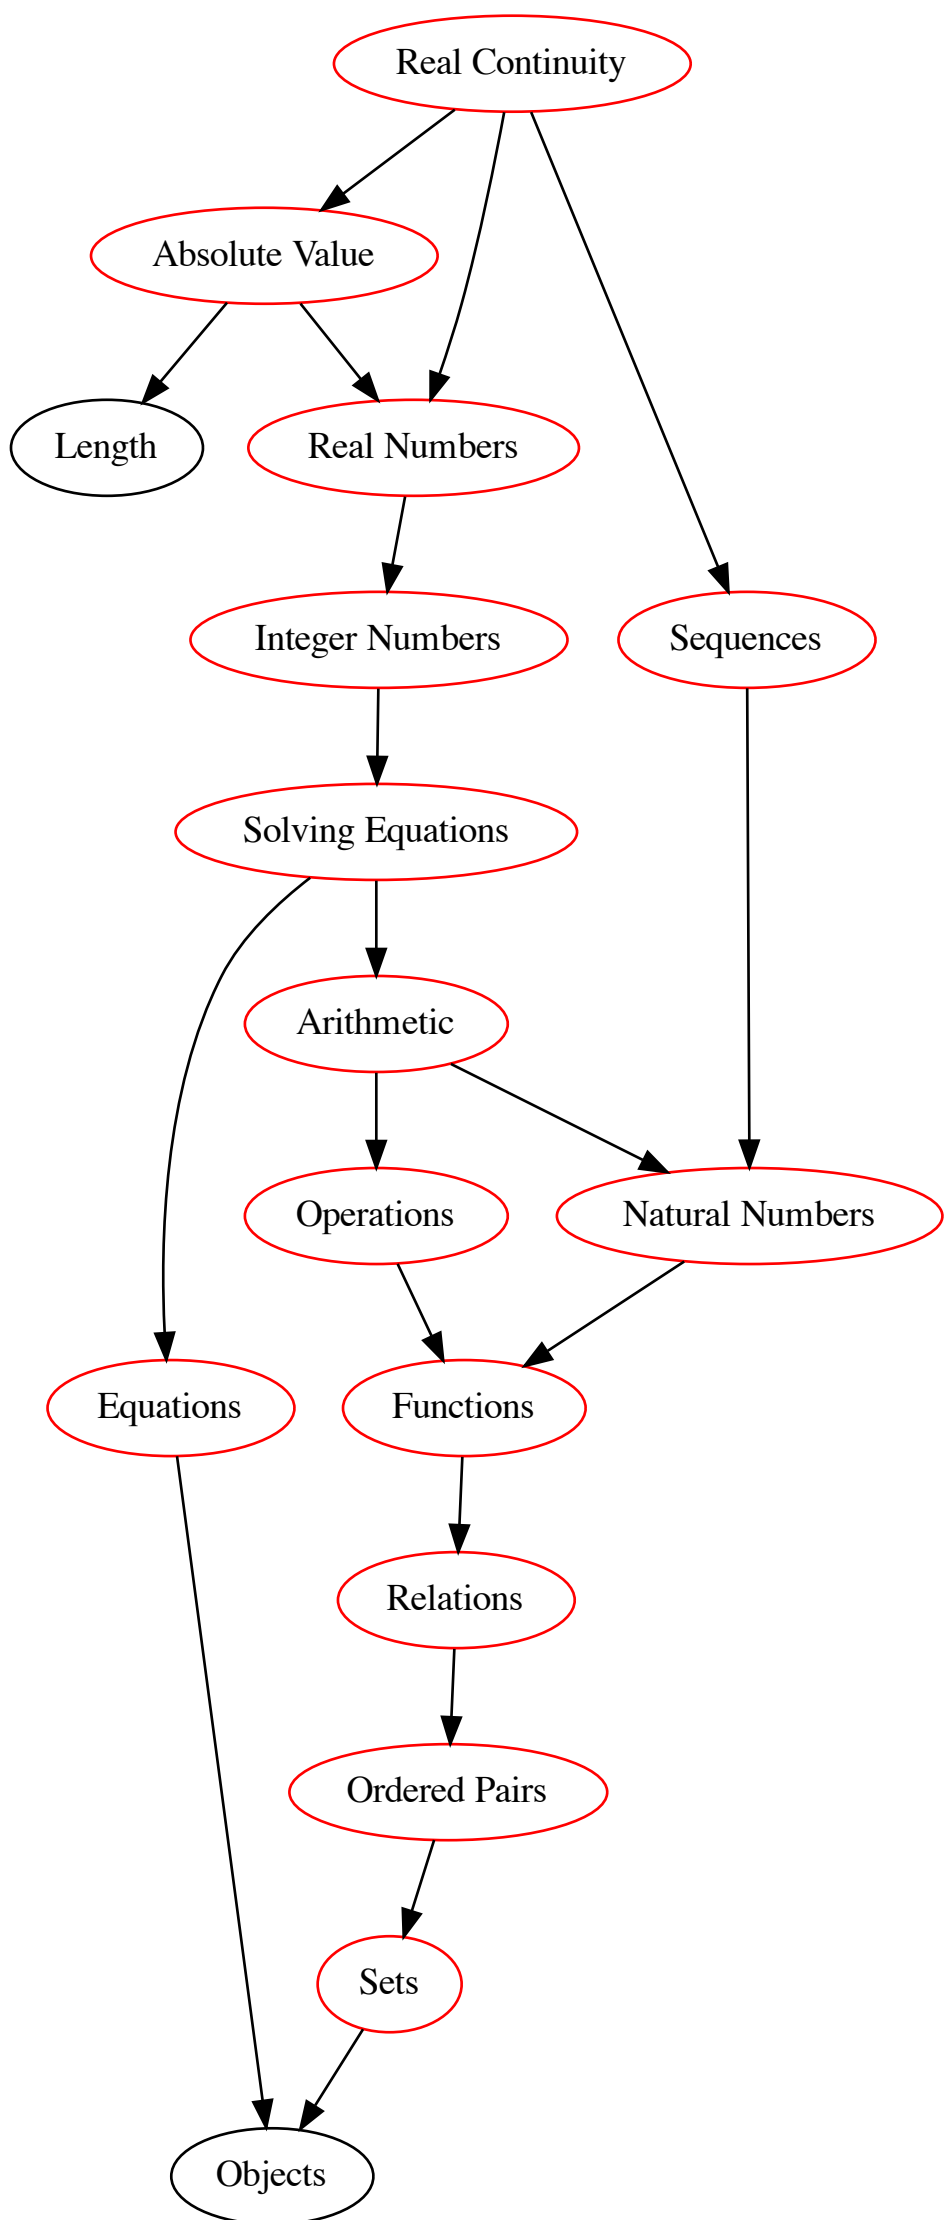 Real Continuity
Absolute Value
Length
Real Numbers
Integer Numbers
Sequences
Solving Equations
Arithmetic
Operations
Natural Numbers
Equations
Functions
Relations
Ordered Pairs
Sets
Objects